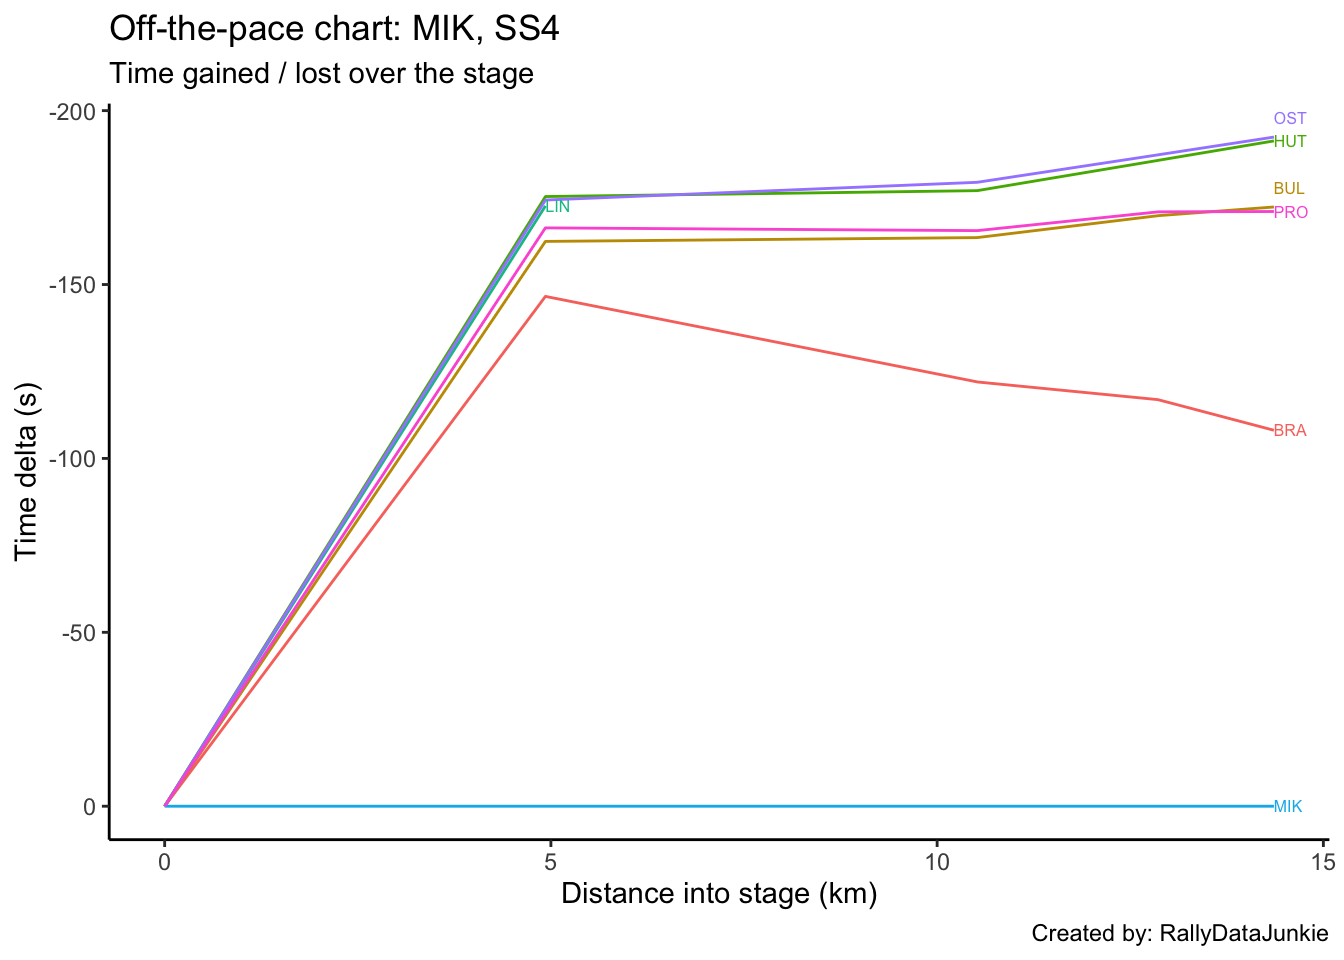 Off-the-pace chart: MIK, SS4
Time gained / lost over the stage
Time delta (s)
-200
-150
-100
-50
0
OST
HUT
BUL
LIN
PRO
BRA
MIK
0 5 10 15
Distance into stage (km)
Created by: RallyDataJunkie